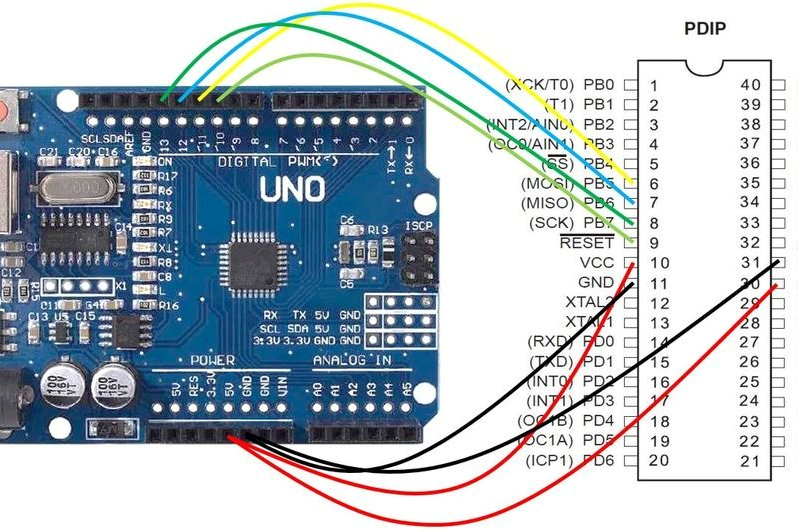 PDIP
(XCK/T0) PB0 1 40
(T1) PB1 2 39
(INT2/AIN0) PB2 3 38
(OC0/AIN1) PB3 4 37
(SS) PB4 5 36
(MOSI) PB5 6 35
(MISO) PB6 7 34
(SCK) PB7 8 33
RESET 9 32
VCC 10 31
GND 11 30
XTAL2 12 29
XTAL1 13 28
(RXD) PD0 14 27
(TXD) PD1 15 26
(INT0) PD2 16 25
(INT1) PD3 17 24
(OC1B) PD4 18 23
(OC1A) PD5 19 22
(ICP1) PD6 20 21
SCL SDA AREF GND 13 12 11 10 9 8 7 6 5 4 3 2 TX→1 RX←0
DIGITAL PWM(~)
UNO
C21 C20 C16
ON
R17
R6
RX
R9
R7
TX
R8
C8
L
R16
C14
C1
C12
X1
C11
C4
C13 U5 C15
C6
R13
C5
ISCP
RX TX 5V GND
SCL SDA 5V GND
3.3V 3.3V GND GND
POWER
5V RES 3.3V 5V GND GND VIN
ANALOG IN
A0 A1 A2 A3 A4 A5
100 16V
100 16V